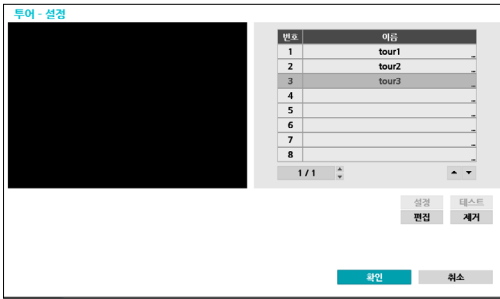 투어 - 설정
번호 이름
1 tour1 ...
2 tour2 ...
3 tour3 ...
4 ...
5 ...
6 ...
7 ...
8 ...
1 / 1
설정 테스트
편집 제거
확인 취소